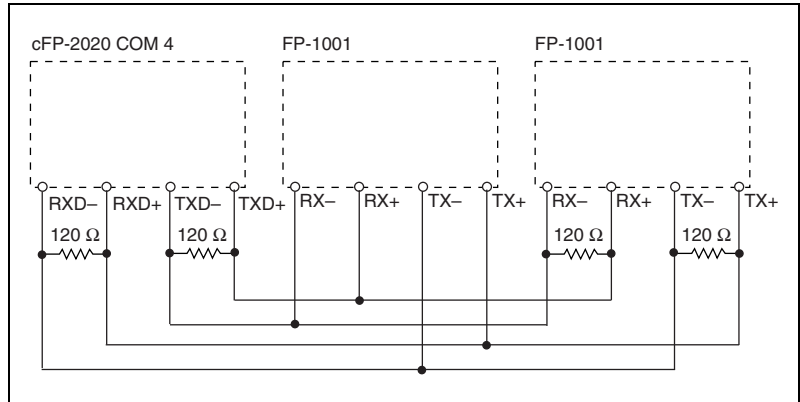 cFP-2020 COM 4 FP-1001 FP-1001
RXD– RXD+ TXD– TXD+ RX– RX+ TX– TX+ RX– RX+ TX– TX+
120 Ω 120 Ω 120 Ω 120 Ω